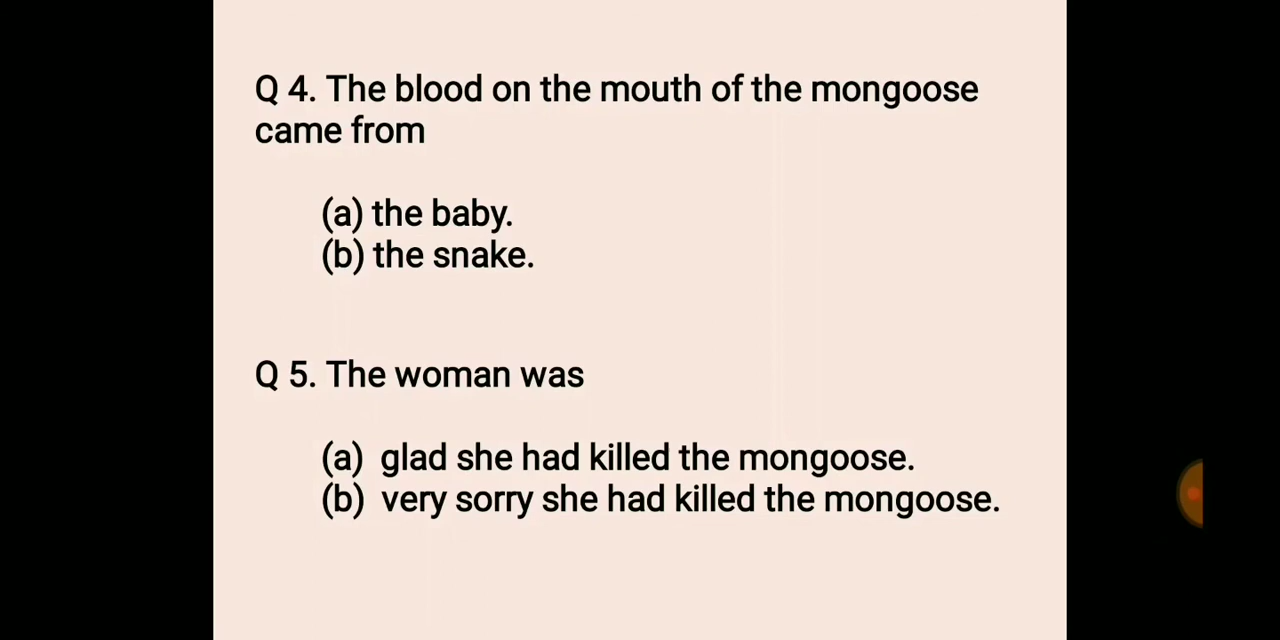 Q 4. The blood on the mouth of the mongoose
came from
(a) the baby.
(b) the snake.
Q 5. The woman was
(a) glad she had killed the mongoose.
(b) very sorry she had killed the mongoose.